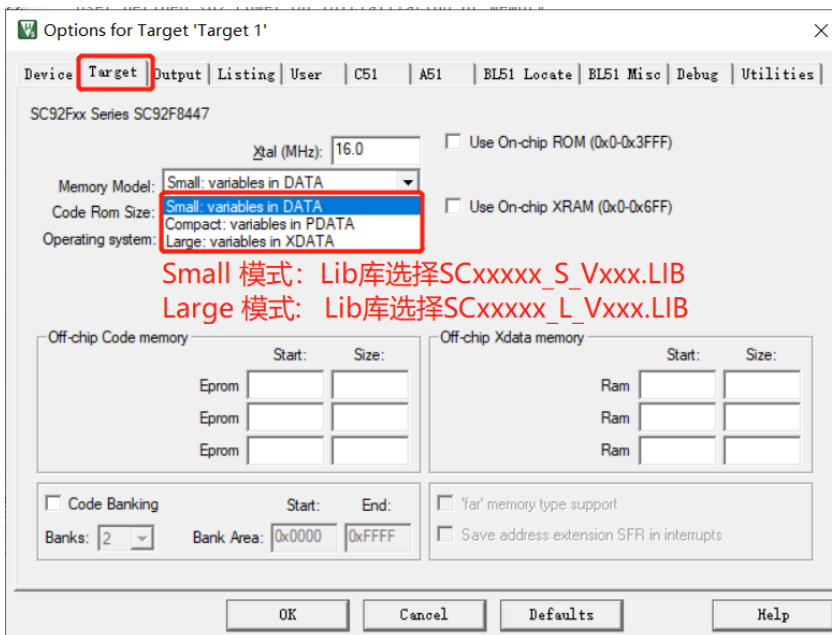 Options for Target 'Target 1'
Device Target Output Listing User C51 A51 BL51 Locate BL51 Misc Debug Utilities
SC92Fxx Series SC92F8447
Xtal (MHz): 16.0 Use On-chip ROM (0x0-0x3FFF)
Memory Model: Small: variables in DATA
Code Rom Size: Small: variables in DATA Use On-chip XRAM (0x0-0x6FF)
Compact: variables in PDATA
Operating system: Large: variables in XDATA
Small 模式：Lib库选择SCxxxxx_S_Vxxx.LIB
Large 模式: Lib库选择SCxxxxx_L_Vxxx.LIB
Off-chip Code memory Off-chip Xdata memory
Start: Size: Start: Size:
Eprom Ram
Eprom Ram
Eprom Ram
Code Banking Start: End: 'far' memory type support
Banks: 2 Bank Area: 0x0000 0xFFFF Save address extension SFR in interrupts
OK Cancel Defaults Help